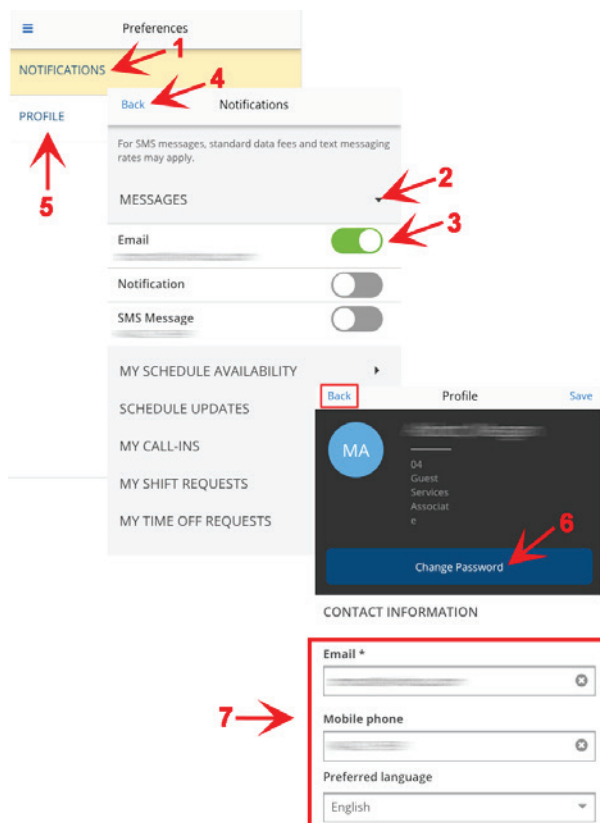 Preferences
1
NOTIFICATIONS
4
Back Notifications
PROFILE
5
For SMS messages, standard data fees and text messaging
rates may apply.
2
MESSAGES
3
Email
Notification
SMS Message
MY SCHEDULE AVAILABILITY
SCHEDULE UPDATES
MY CALL-INS
MY SHIFT REQUESTS
MY TIME OFF REQUESTS
Back Profile Save
MA
04
Guest
Services
Associat
e
6
Change Password
CONTACT INFORMATION
7
Email *
Mobile phone
Preferred language
English